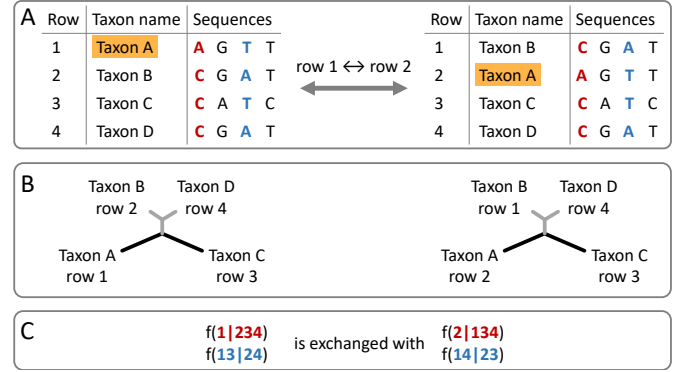 A
Row Taxon name Sequences
1 Taxon A A G T T
2 Taxon B C G A T
3 Taxon C C A T C
4 Taxon D C G A T
row 1 ↔ row 2
Row Taxon name Sequences
1 Taxon B C G A T
2 Taxon A A G T T
3 Taxon C C A T C
4 Taxon D C G A T
B
Taxon B Taxon D
row 2 row 4
Taxon A Taxon C
row 1 row 3
Taxon B Taxon D
row 1 row 4
Taxon A Taxon C
row 2 row 3
C
f(1|234)
f(13|24)
is exchanged with
f(2|134)
f(14|23)